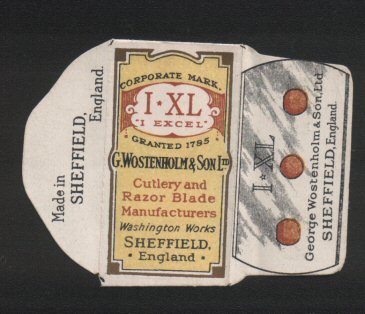 Made in
SHEFFIELD,
England.
CORPORATE MARK.
I★XL
"I EXCEL"
GRANTED 1785
G. WOSTENHOLM & SON LTD
Cutlery and
Razor Blade
Manufacturers
Washington Works
SHEFFIELD,
England
I★XL
George Wostenholm & Son, Ltd
SHEFFIELD, England.